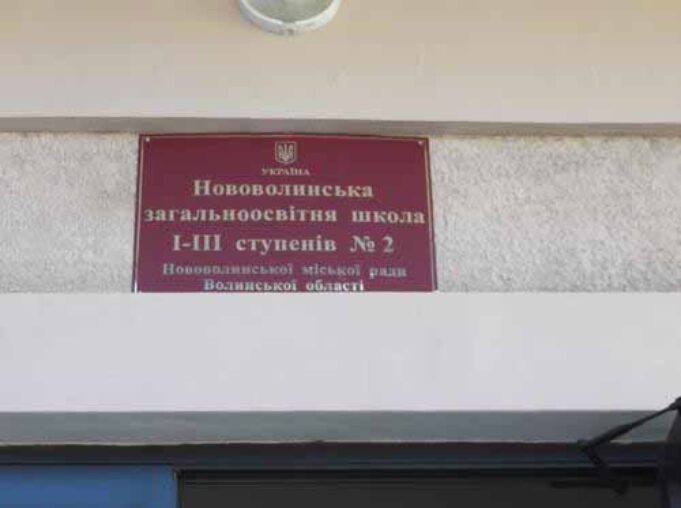 УКРАЇНА
Нововолинська
загальноосвітня школа
І-ІІІ ступенів № 2
Нововолинської міської ради
Волинської області